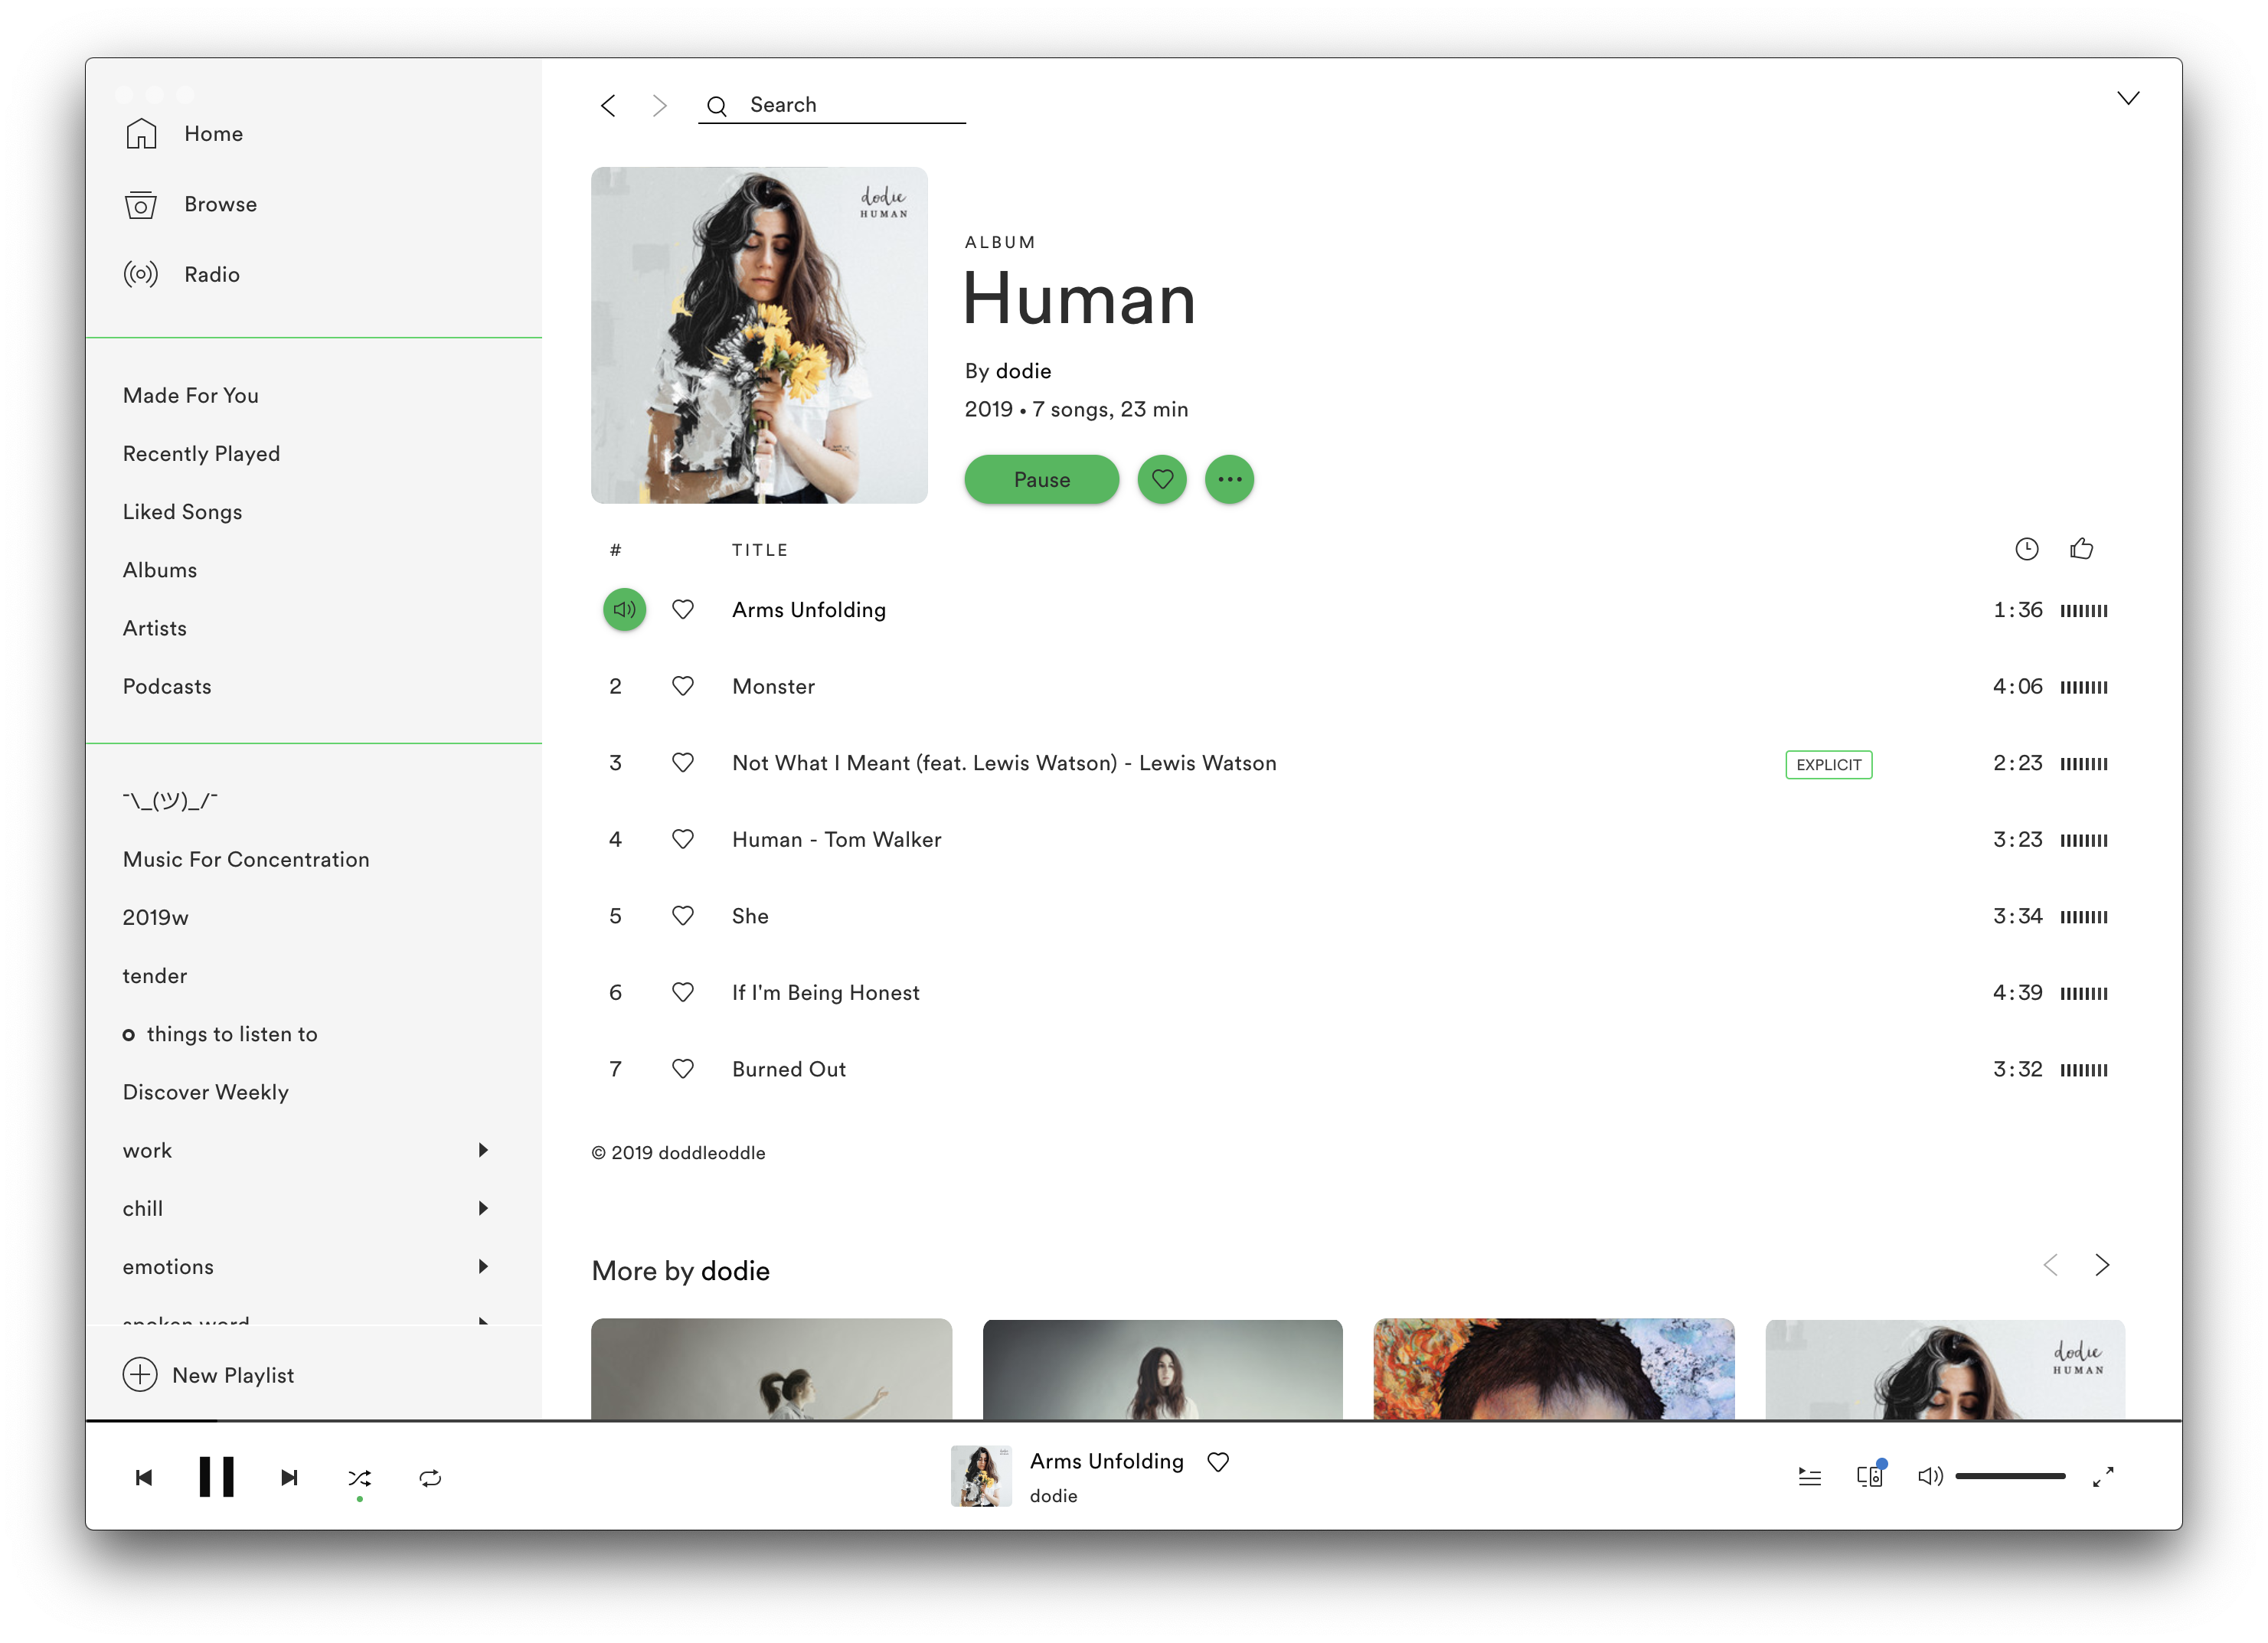 Home
Browse
Radio
Made For You
Recently Played
Liked Songs
Albums
Artists
Podcasts
¯\_(ツ)_/¯
Music For Concentration
2019w
tender
things to listen to
Discover Weekly
work
chill
emotions
spoken word
New Playlist
Search
dodie
HUMAN
ALBUM
Human
By dodie
2019 • 7 songs, 23 min
Pause
# TITLE
Arms Unfolding 1:36
2 Monster 4:06
3 Not What I Meant (feat. Lewis Watson) - Lewis Watson EXPLICIT 2:23
4 Human - Tom Walker 3:23
5 She 3:34
6 If I'm Being Honest 4:39
7 Burned Out 3:32
© 2019 doddleoddle
More by dodie
dodie
HUMAN
Arms Unfolding
dodie